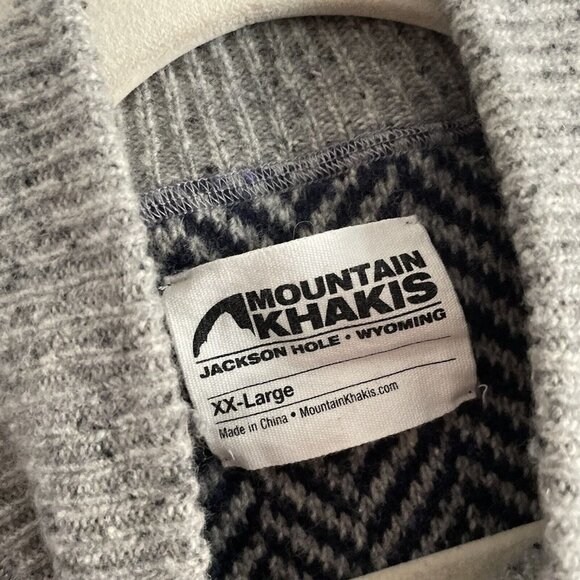 MOUNTAIN
KHAKIS
JACKSON HOLE • WYOMING
XX-Large
Made in China • MountainKhakis.com